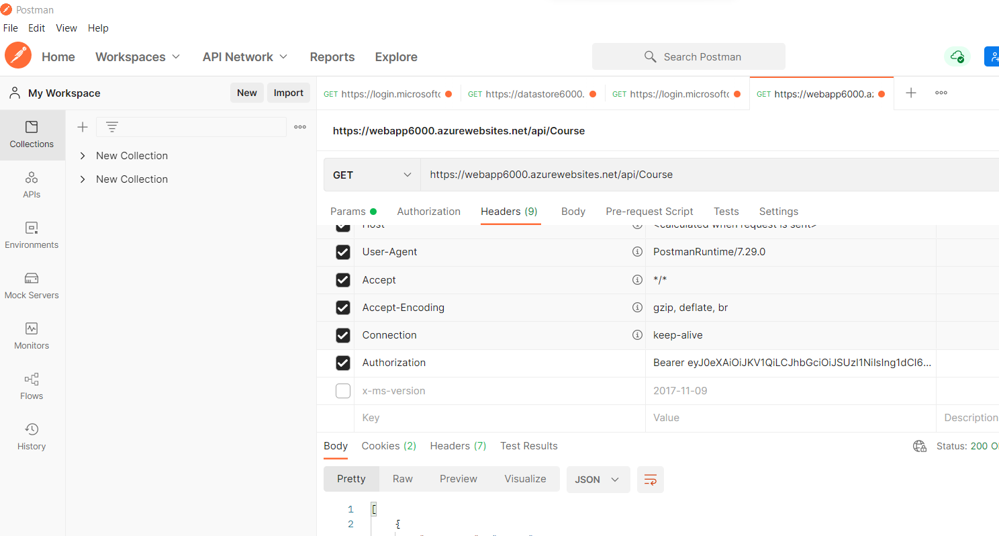 Postman
File Edit View Help
Home Workspaces API Network Reports Explore Search Postman
My Workspace New Import
GET https://login.microsoftc GET https://datastore6000. GET https://login.microsoftc GET https://webapp6000.az
Collections
APIs
Environments
Mock Servers
Monitors
Flows
History
New Collection
New Collection
https://webapp6000.azurewebsites.net/api/Course
GET https://webapp6000.azurewebsites.net/api/Course
Params Authorization Headers (9) Body Pre-request Script Tests Settings
Host <calculated when request is sent>
User-Agent PostmanRuntime/7.29.0
Accept */*
Accept-Encoding gzip, deflate, br
Connection keep-alive
Authorization Bearer eyJ0eXAiOiJKV1QiLCJhbGciOiJSUzI1NiIsIng1dCI6...
x-ms-version 2017-11-09
Key Value Description
Body Cookies (2) Headers (7) Test Results Status: 200 O
Pretty Raw Preview Visualize JSON
1 [
2 {